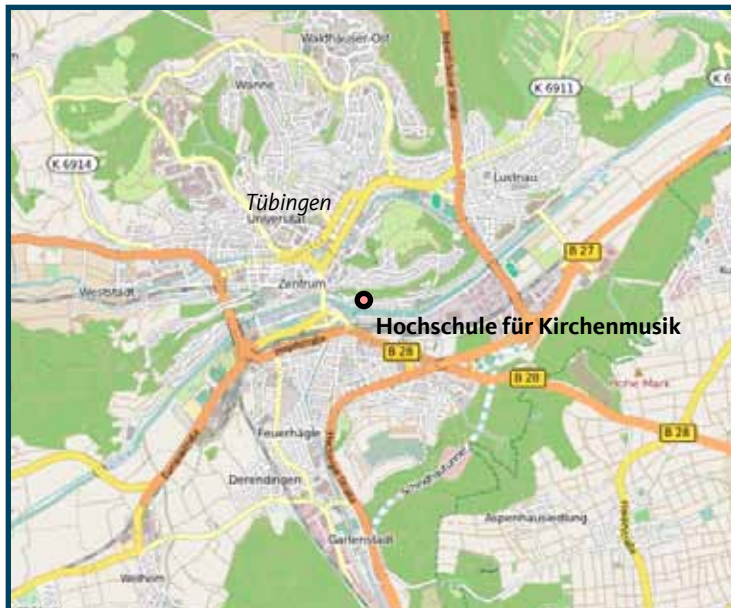 Waldhäuser-Ost
Wanne
K 6911
K 6914
Lustnau
Tübingen
Universität
B 27
Weststadt
Zentrum
Hochschule für Kirchenmusik
B 28
B 28
Hohe Mark
B 28
Feuerhägle
Derendingen
Schindhautunnel
Aspenhausiedlung
Gartenstadt
Weilheim